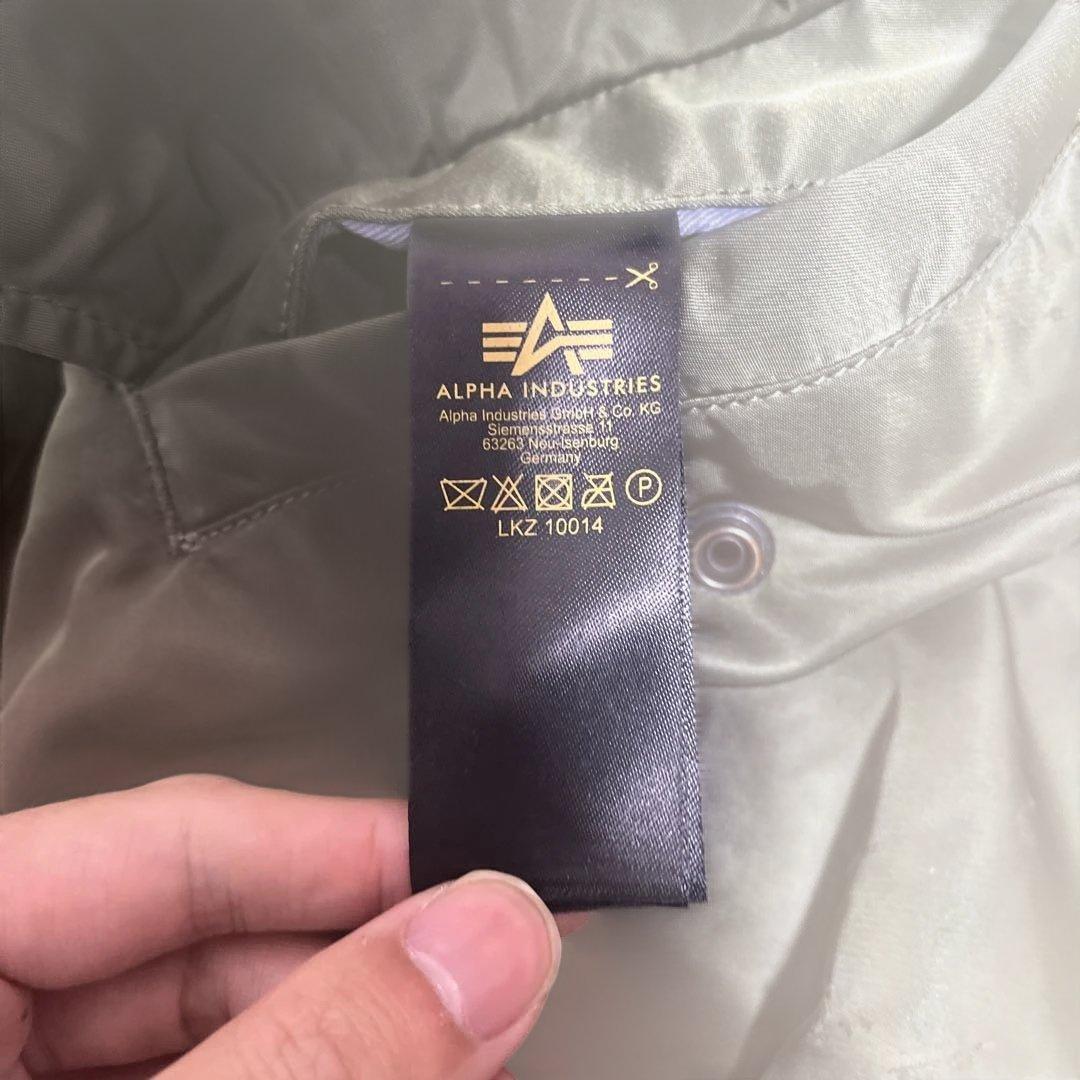 ALPHA INDUSTRIES
Alpha Industries GmbH & Co. KG
Siemensstrasse 11
63263 Neu-Isenburg
Germany
P
LKZ 10014